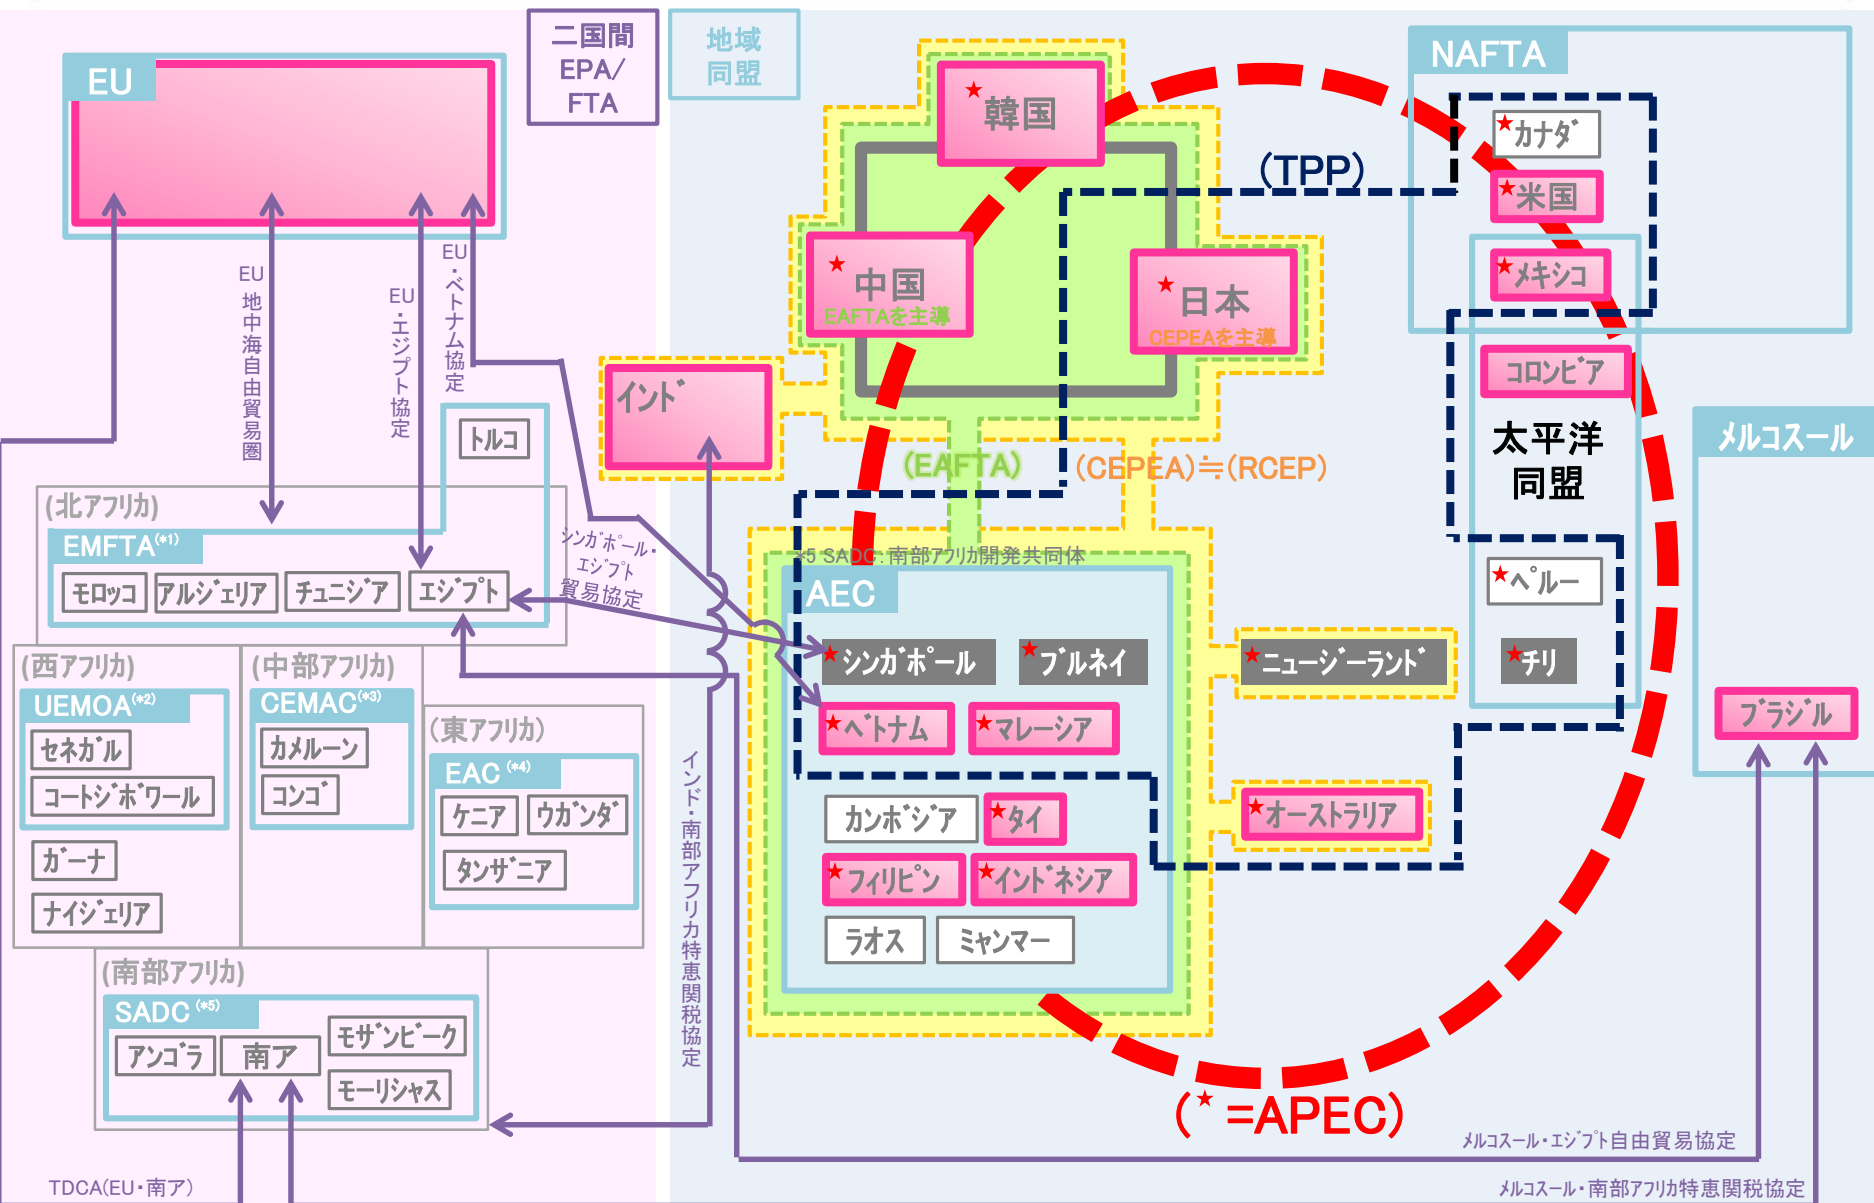 二国間
EPA/
FTA
地域
同盟
EU
NAFTA
★韓国
★カナダ
★米国
★メキシコ
(TPP)
★中国
EAFTAを主導
★日本
CEPEAを主導
インド
コロンビア
太平洋
同盟
メルコスール
EU 地中海自由貿易圏
EU・エジプト協定
EU・ベトナム協定
(EAFTA)
(CEPEA)≒(RCEP)
トルコ
(北アフリカ)
EMFTA(*1)
モロッコ
アルジェリア
チュニジア
エジプト
シンガポール・
エジプト
貿易協定
*5 SADC:南部アフリカ開発共同体
AEC
★シンガポール
★ブルネイ
★ニュージーランド
★ペルー
★チリ
★ベトナム
★マレーシア
ブラジル
カンボジア
★タイ
★オーストラリア
★フィリピン
★インドネシア
ラオス
ミャンマー
(西アフリカ)
UEMOA(*2)
セネガル
コートジボワール
ガーナ
ナイジェリア
(中部アフリカ)
CEMAC(*3)
カメルーン
コンゴ
(東アフリカ)
EAC(*4)
ケニア
ウガンダ
タンザニア
インド・南部アフリカ特恵関税協定
(南部アフリカ)
SADC(*5)
アンゴラ
南ア
モザンビーク
モーリシャス
(★=APEC)
メルコスール・エジプト自由貿易協定
TDCA(EU・南ア)
メルコスール・南部アフリカ特恵関税協定